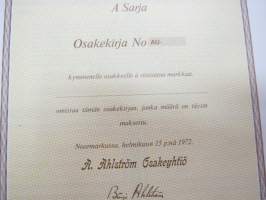 A Sarja
Osakekirja No
kymmenelle osakkeelle à viisisataa markkaa.
omistaa tämän osakekirjan, jonka määrä on täysin
maksettu.
Noormarkussa, helmikuun 15 p:nä 1972.
A. Ahlström Osakeyhtiö